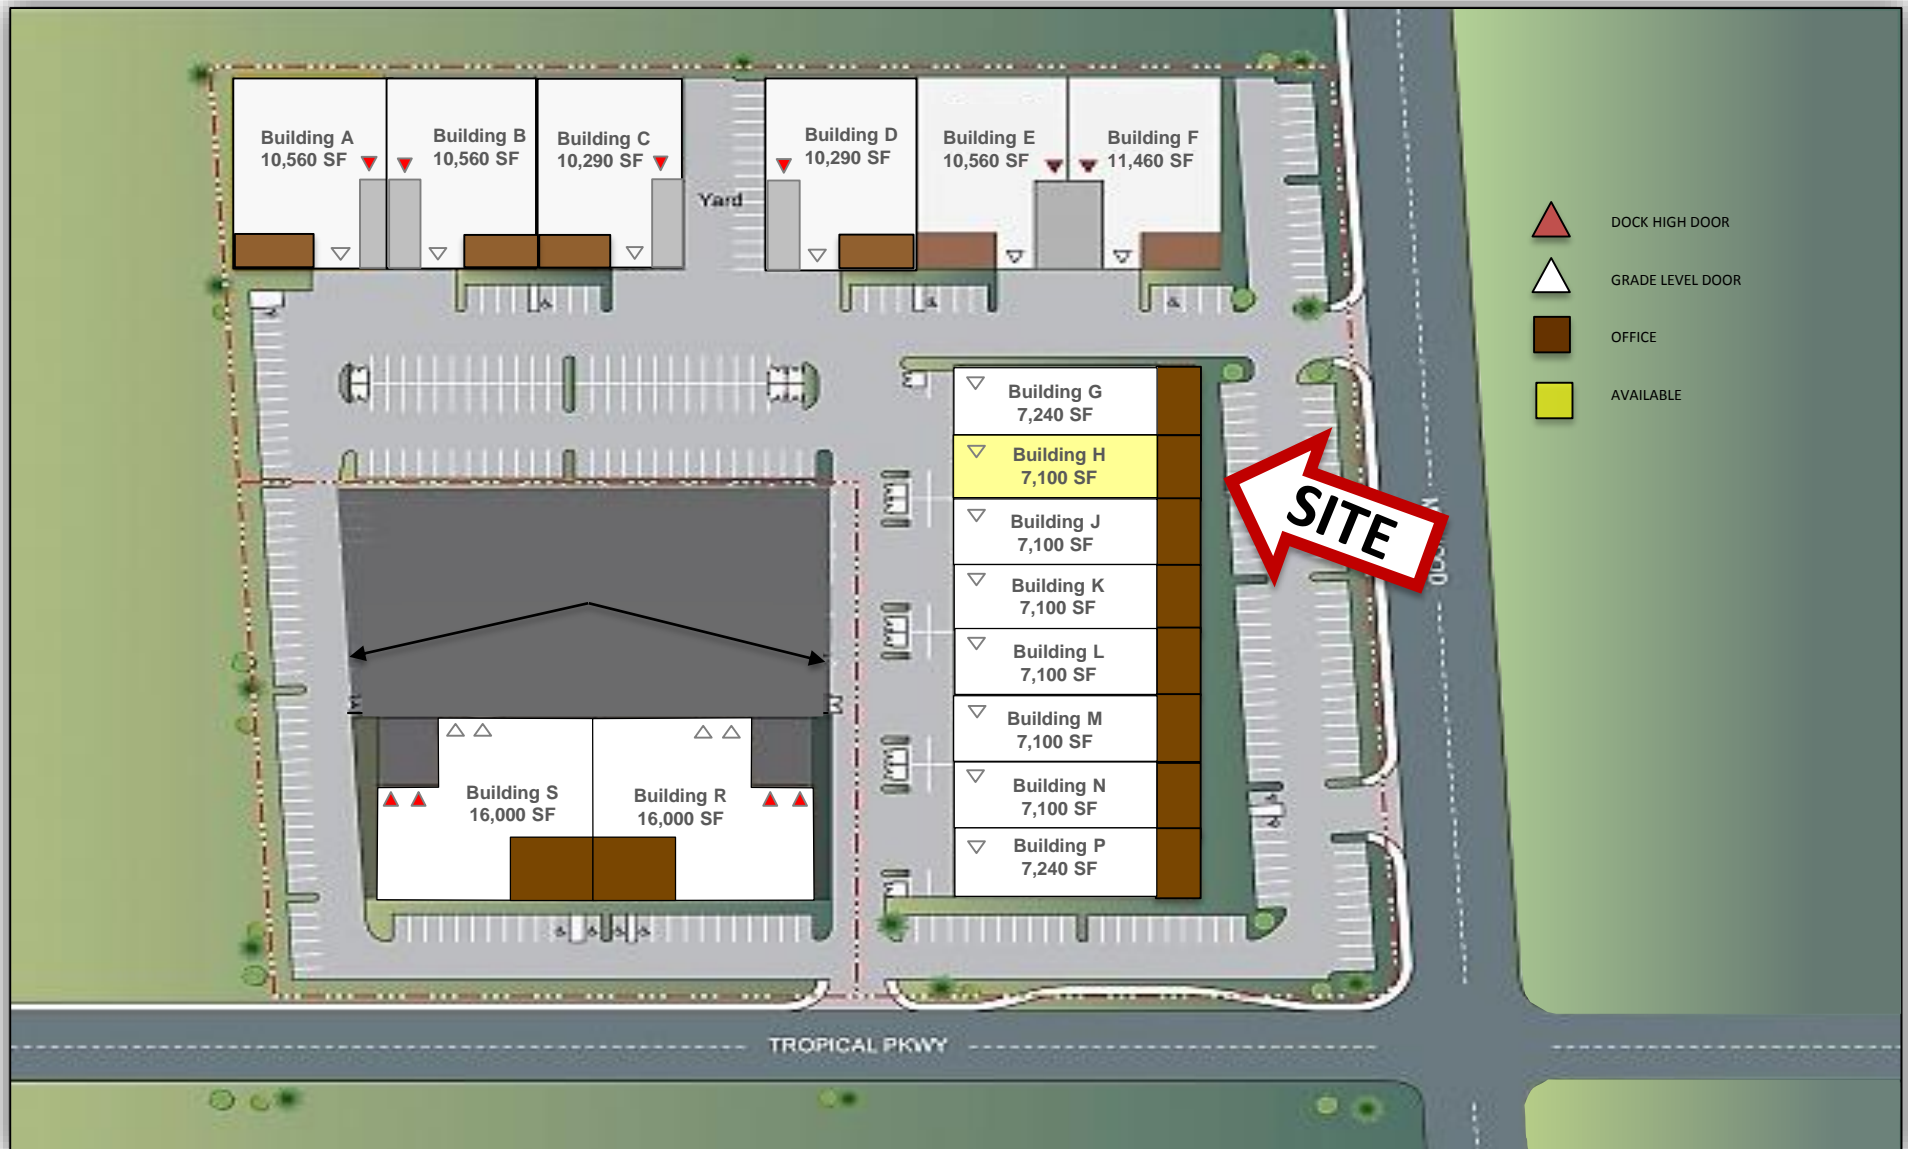 Building A
10,560 SF
Building B
10,560 SF
Building C
10,290 SF
Yard
Building D
10,290 SF
Building E
10,560 SF
Building F
11,460 SF
DOCK HIGH DOOR
GRADE LEVEL DOOR
OFFICE
AVAILABLE
Building G
7,240 SF
Building H
7,100 SF
SITE
Building J
7,100 SF
Building K
7,100 SF
Building L
7,100 SF
Building M
7,100 SF
Building N
7,100 SF
Building P
7,240 SF
Building S
16,000 SF
Building R
16,000 SF
TROPICAL PKWY